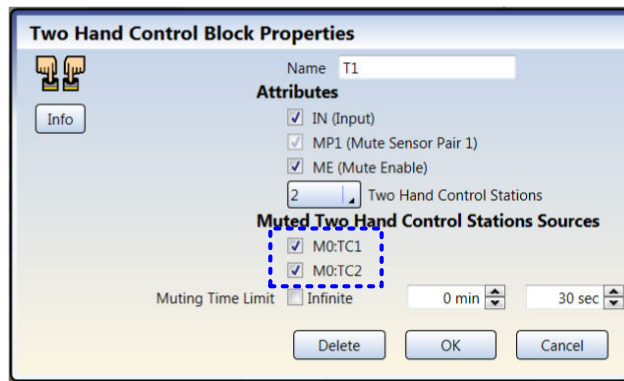 Two Hand Control Block Properties
Name T1
Attributes
Info
IN (Input)
MP1 (Mute Sensor Pair 1)
ME (Mute Enable)
2 Two Hand Control Stations
Muted Two Hand Control Stations Sources
M0:TC1
M0:TC2
Muting Time Limit Infinite 0 min 30 sec
Delete OK Cancel